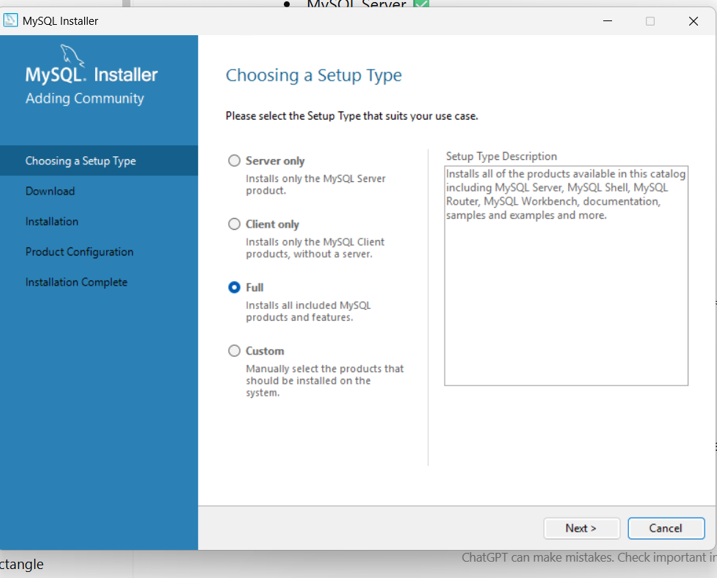 MySQL Server
MySQL Installer
MySQL. Installer
Adding Community
Choosing a Setup Type
Download
Installation
Product Configuration
Installation Complete
Choosing a Setup Type
Please select the Setup Type that suits your use case.
Server only
Installs only the MySQL Server
product.
Client only
Installs only the MySQL Client
products, without a server.
Full
Installs all included MySQL
products and features.
Custom
Manually select the products that
should be installed on the
system.
Setup Type Description
Installs all of the products available in this catalog
including MySQL Server, MySQL Shell, MySQL
Router, MySQL Workbench, documentation,
samples and examples and more.
Next >
Cancel
ctangle
ChatGPT can make mistakes. Check important in